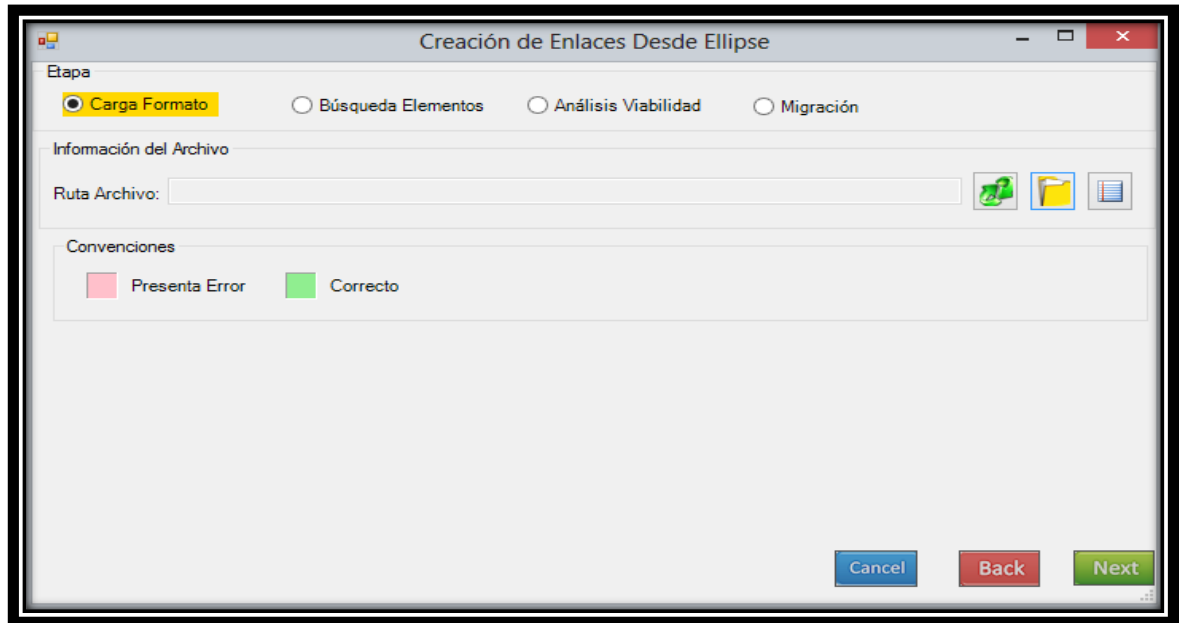 Creación de Enlaces Desde Ellipse
Etapa
Carga Formato Búsqueda Elementos Análisis Viabilidad Migración
Información del Archivo
Ruta Archivo:
Convenciones
Presenta Error Correcto
Cancel Back Next